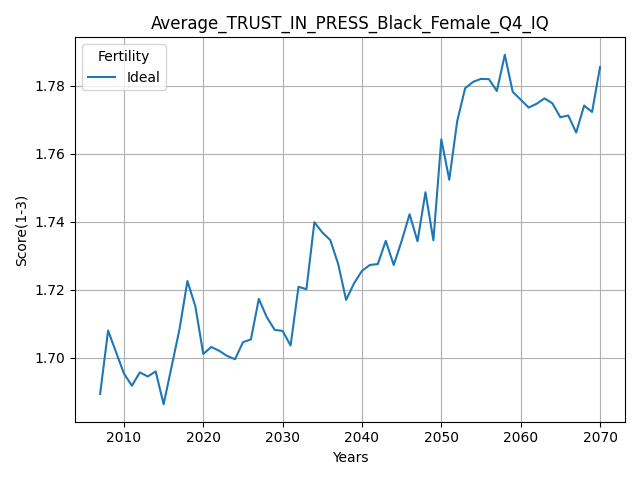 Average_TRUST_IN_PRESS_Black_Female_Q4_IQ
Fertility
Ideal
Score(1-3)
1.78
1.76
1.74
1.72
1.70
2010 2020 2030 2040 2050 2060 2070
Years